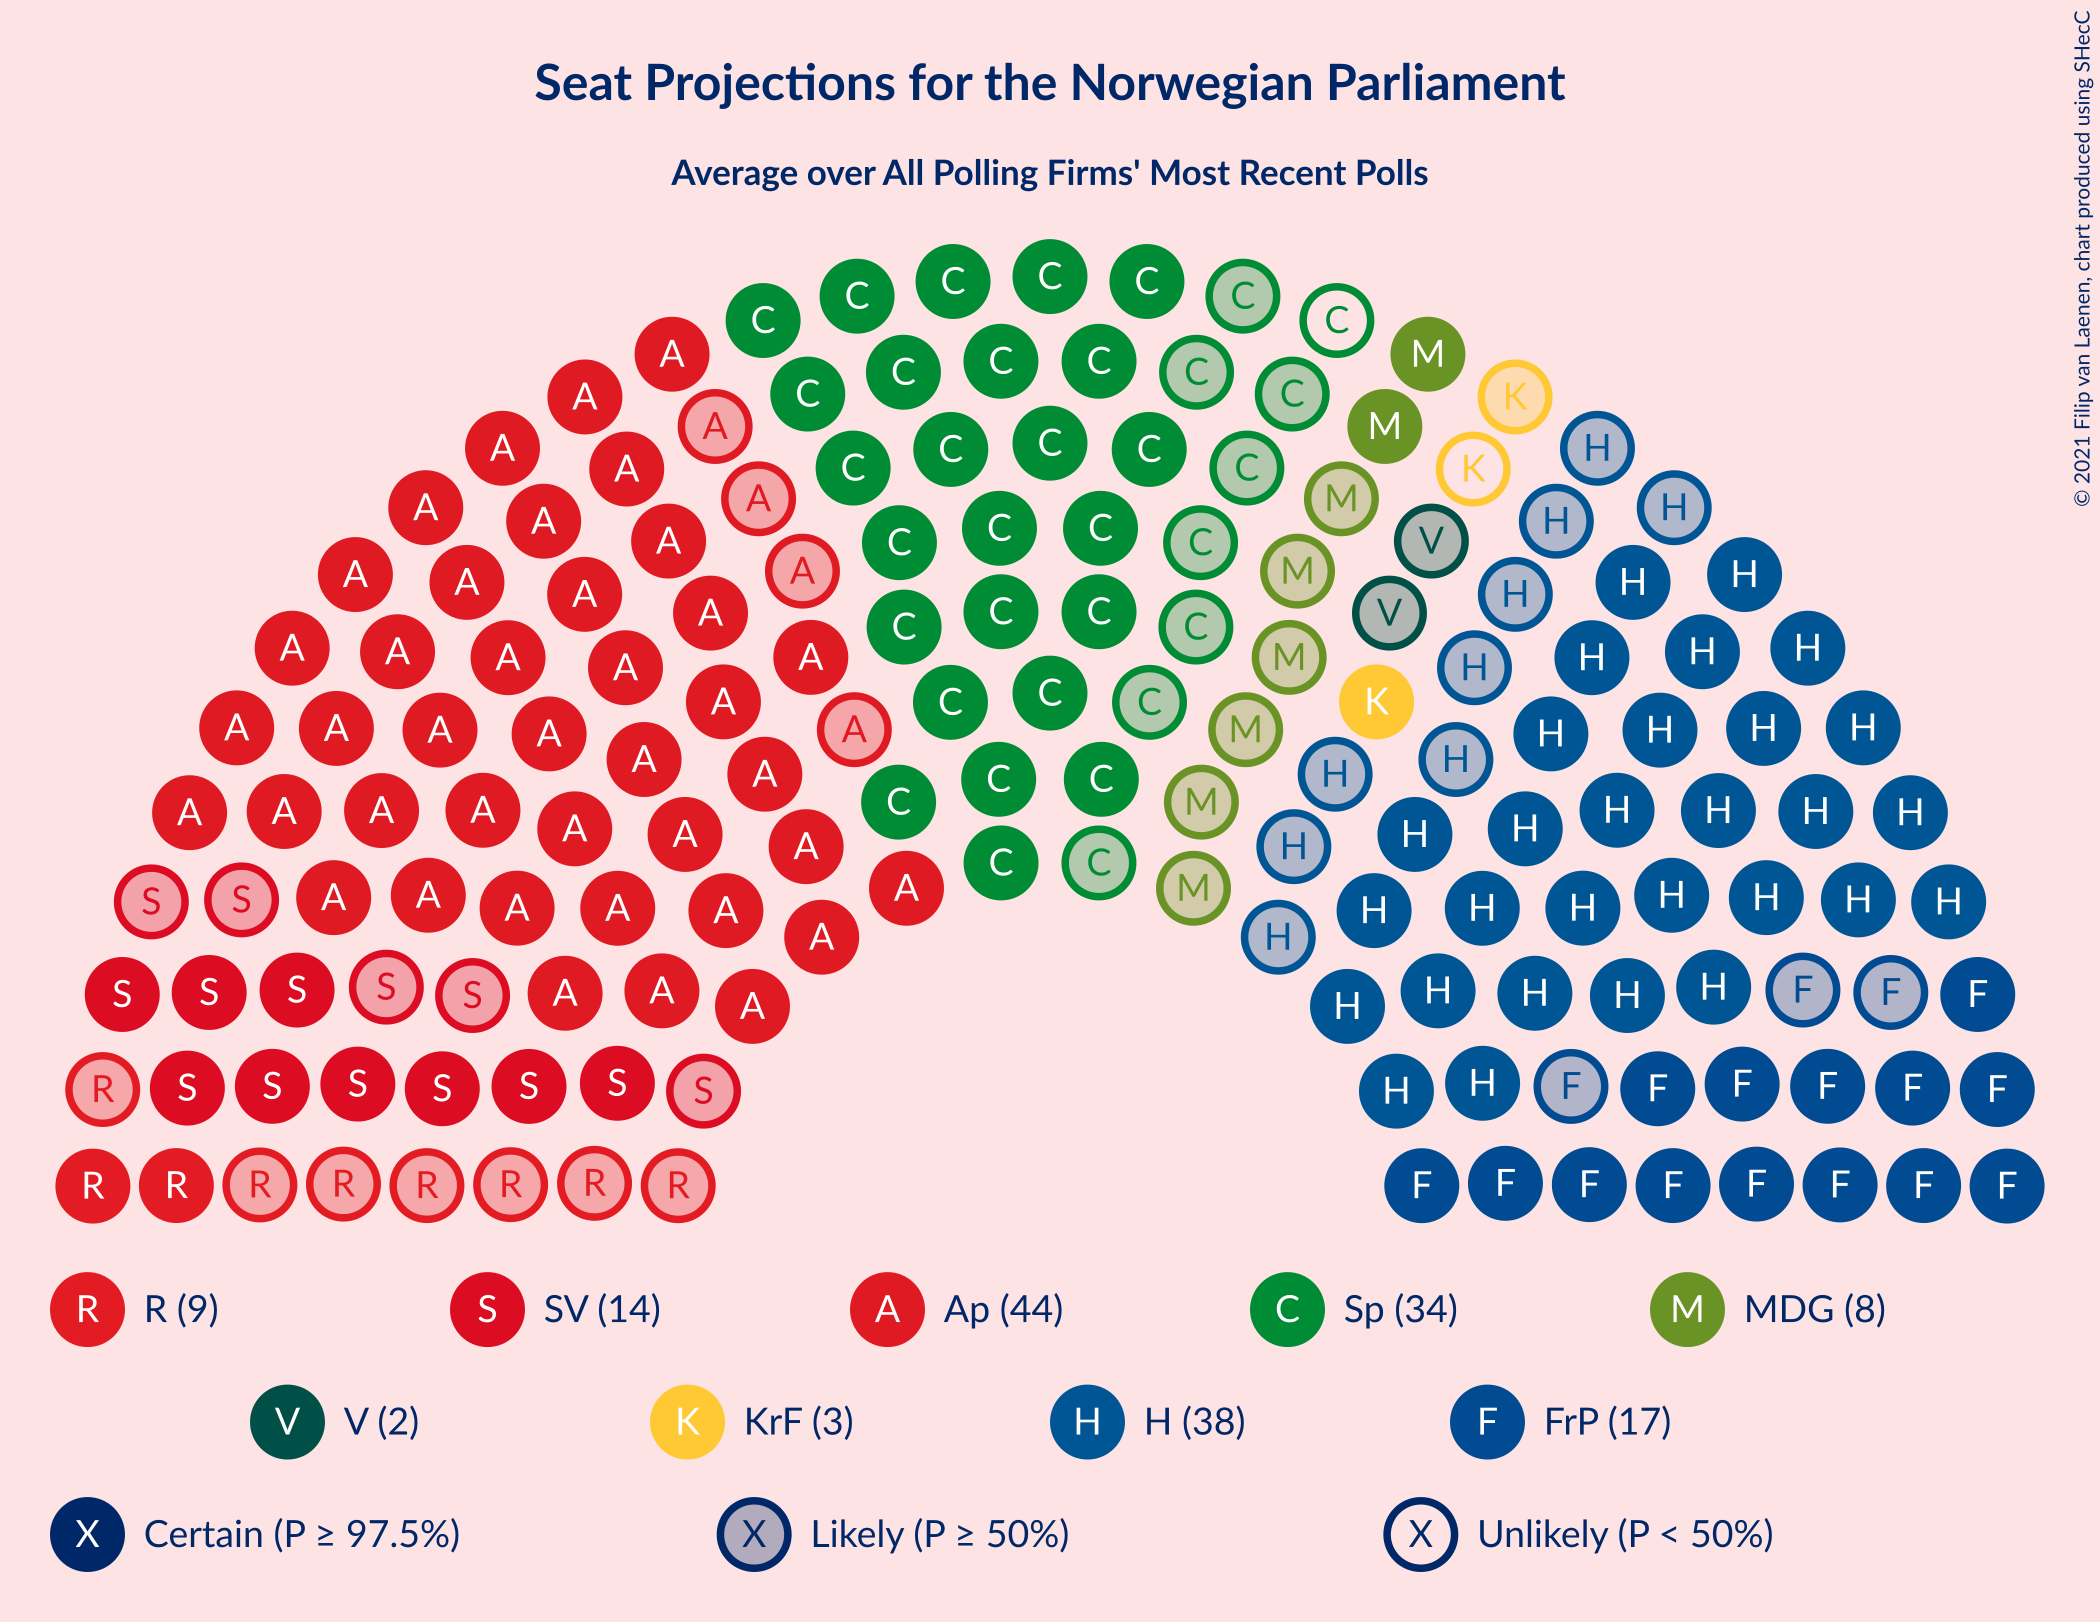 Seat Projections for the Norwegian Parliament
Average over All Polling Firms' Most Recent Polls
© 2021 Filip van Laenen, chart produced using SHecC
C C C C C C C
A A C C C C C C M K
A A A C C C C C M K H
A A A A C C C C M V H H
A A A A A C C C C M V H H H
A A A A A A C C C M K H H H H
A A A A A A A C C M H H H H H H
A A A A A A A C C C M H H H H H H H
S S A A A A A A A M H H H H H H H H
S S S S S A A A H H H H H F F F
R S S S S S S S H H F F F F F F
R R R R R R R R F F F F F F F F
R R (9) S SV (14) A Ap (44) C Sp (34) M MDG (8)
V V (2) K KrF (3) H H (38) F FrP (17)
X Certain (P ≥ 97.5%) X Likely (P ≥ 50%) X Unlikely (P < 50%)